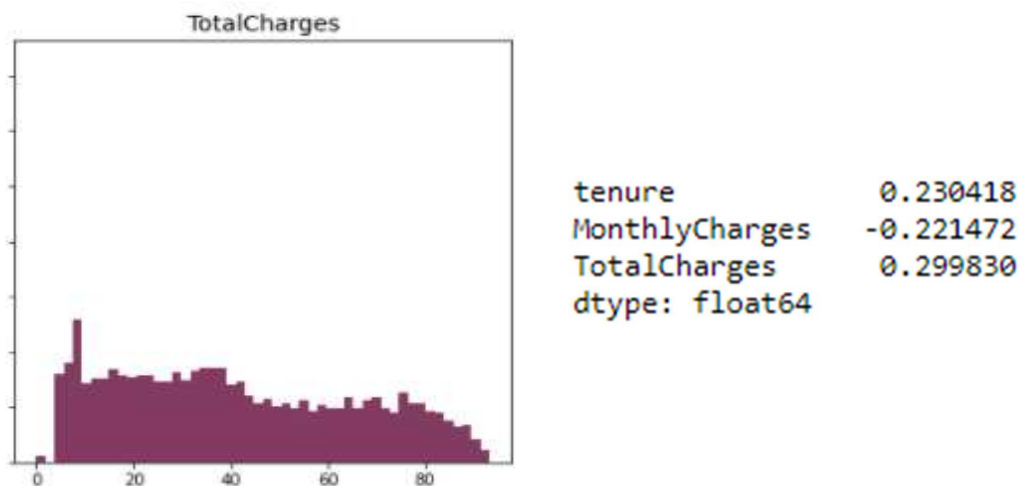 TotalCharges
0 20 40 60 80
tenure 0.230418
MonthlyCharges -0.221472
TotalCharges 0.299830
dtype: float64